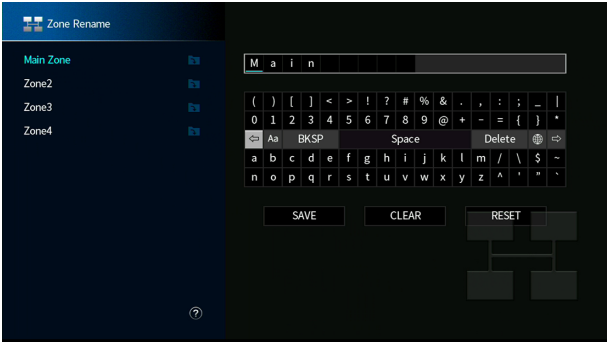 Zone Rename
Main Zone
Zone2
Zone3
Zone4
?
M a i n
( ) [ ] < > ! ? # % & . , : ; _ |
0 1 2 3 4 5 6 7 8 9 @ + - = { } *
⇦ Aa BKSP Space Delete ⇨
a b c d e f g h i j k l m / \ $ ~
n o p q r s t u v w x y z ^ ' " `
SAVE CLEAR RESET